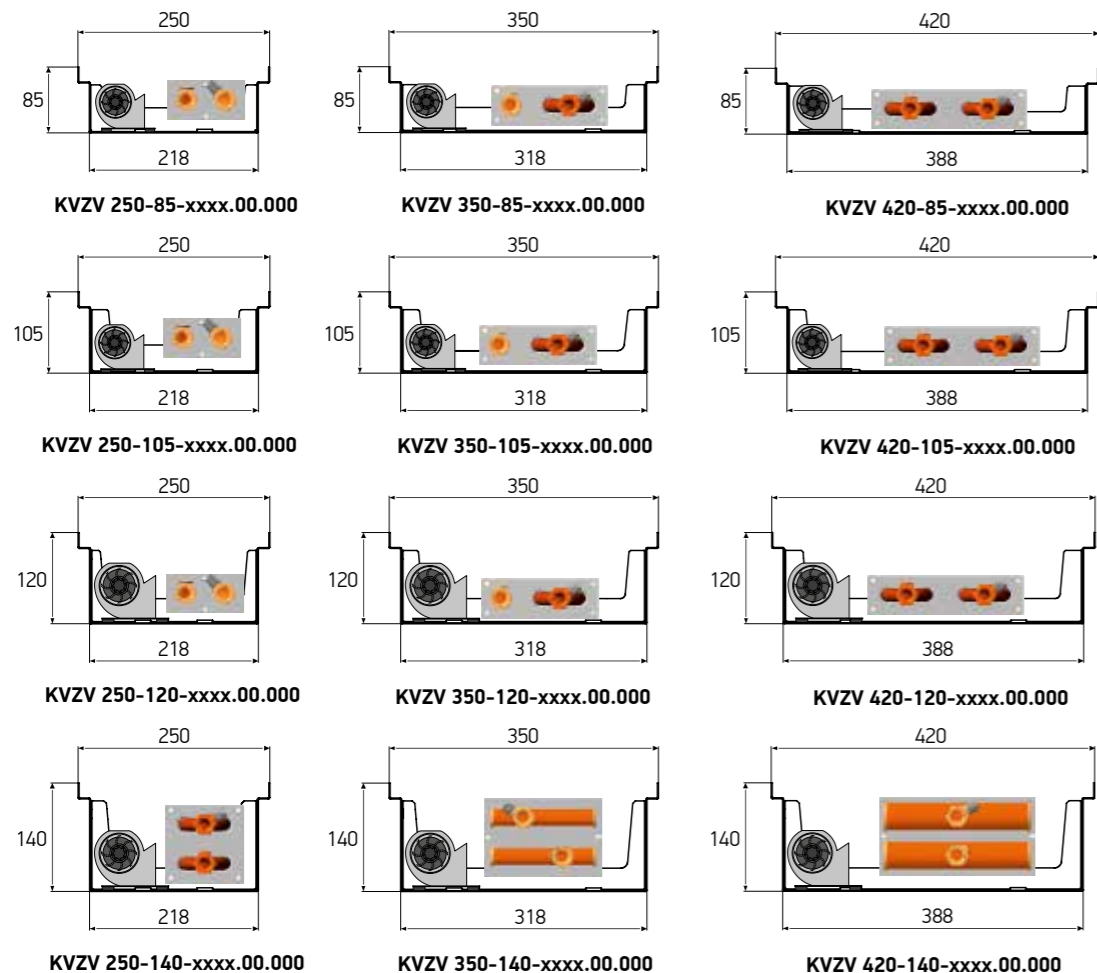 250 350 420
85 85 85
218 318 388
KVZV 250-85-xxxx.00.000 KVZV 350-85-xxxx.00.000 KVZV 420-85-xxxx.00.000
250 350 420
105 105 105
218 318 388
KVZV 250-105-xxxx.00.000 KVZV 350-105-xxxx.00.000 KVZV 420-105-xxxx.00.000
250 350 420
120 120 120
218 318 388
KVZV 250-120-xxxx.00.000 KVZV 350-120-xxxx.00.000 KVZV 420-120-xxxx.00.000
250 350 420
140 140 140
218 318 388
KVZV 250-140-xxxx.00.000 KVZV 350-140-xxxx.00.000 KVZV 420-140-xxxx.00.000